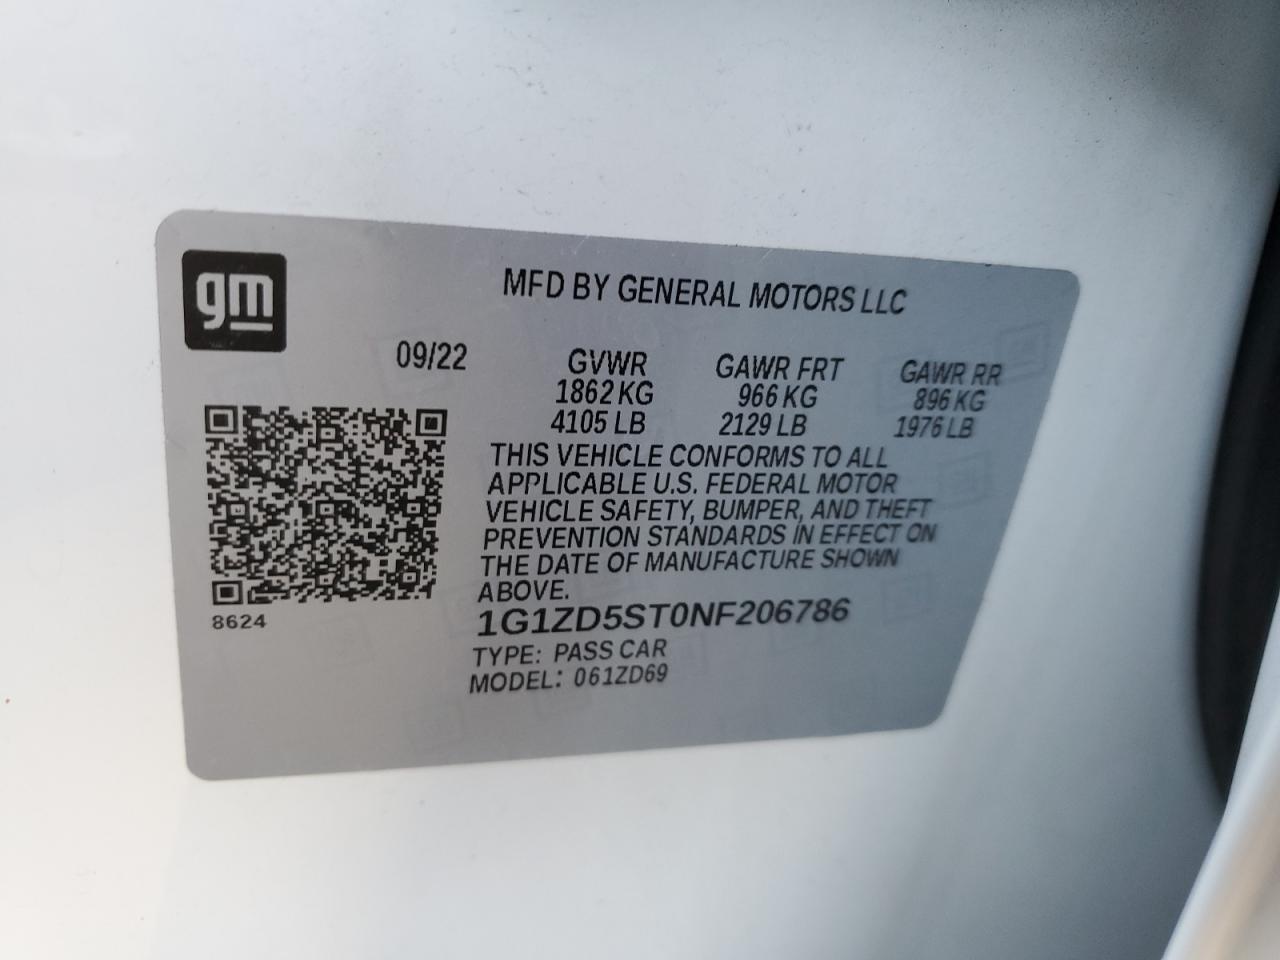 gm
MFD BY GENERAL MOTORS LLC
09/22 GVWR GAWR FRT GAWR RR
1862 KG 966 KG 896 KG
4105 LB 2129 LB 1976 LB
THIS VEHICLE CONFORMS TO ALL
APPLICABLE U.S. FEDERAL MOTOR
VEHICLE SAFETY, BUMPER, AND THEFT
PREVENTION STANDARDS IN EFFECT ON
THE DATE OF MANUFACTURE SHOWN
ABOVE.
8624
1G1ZD5ST0NF206786
TYPE: PASS CAR
MODEL: 061ZD69